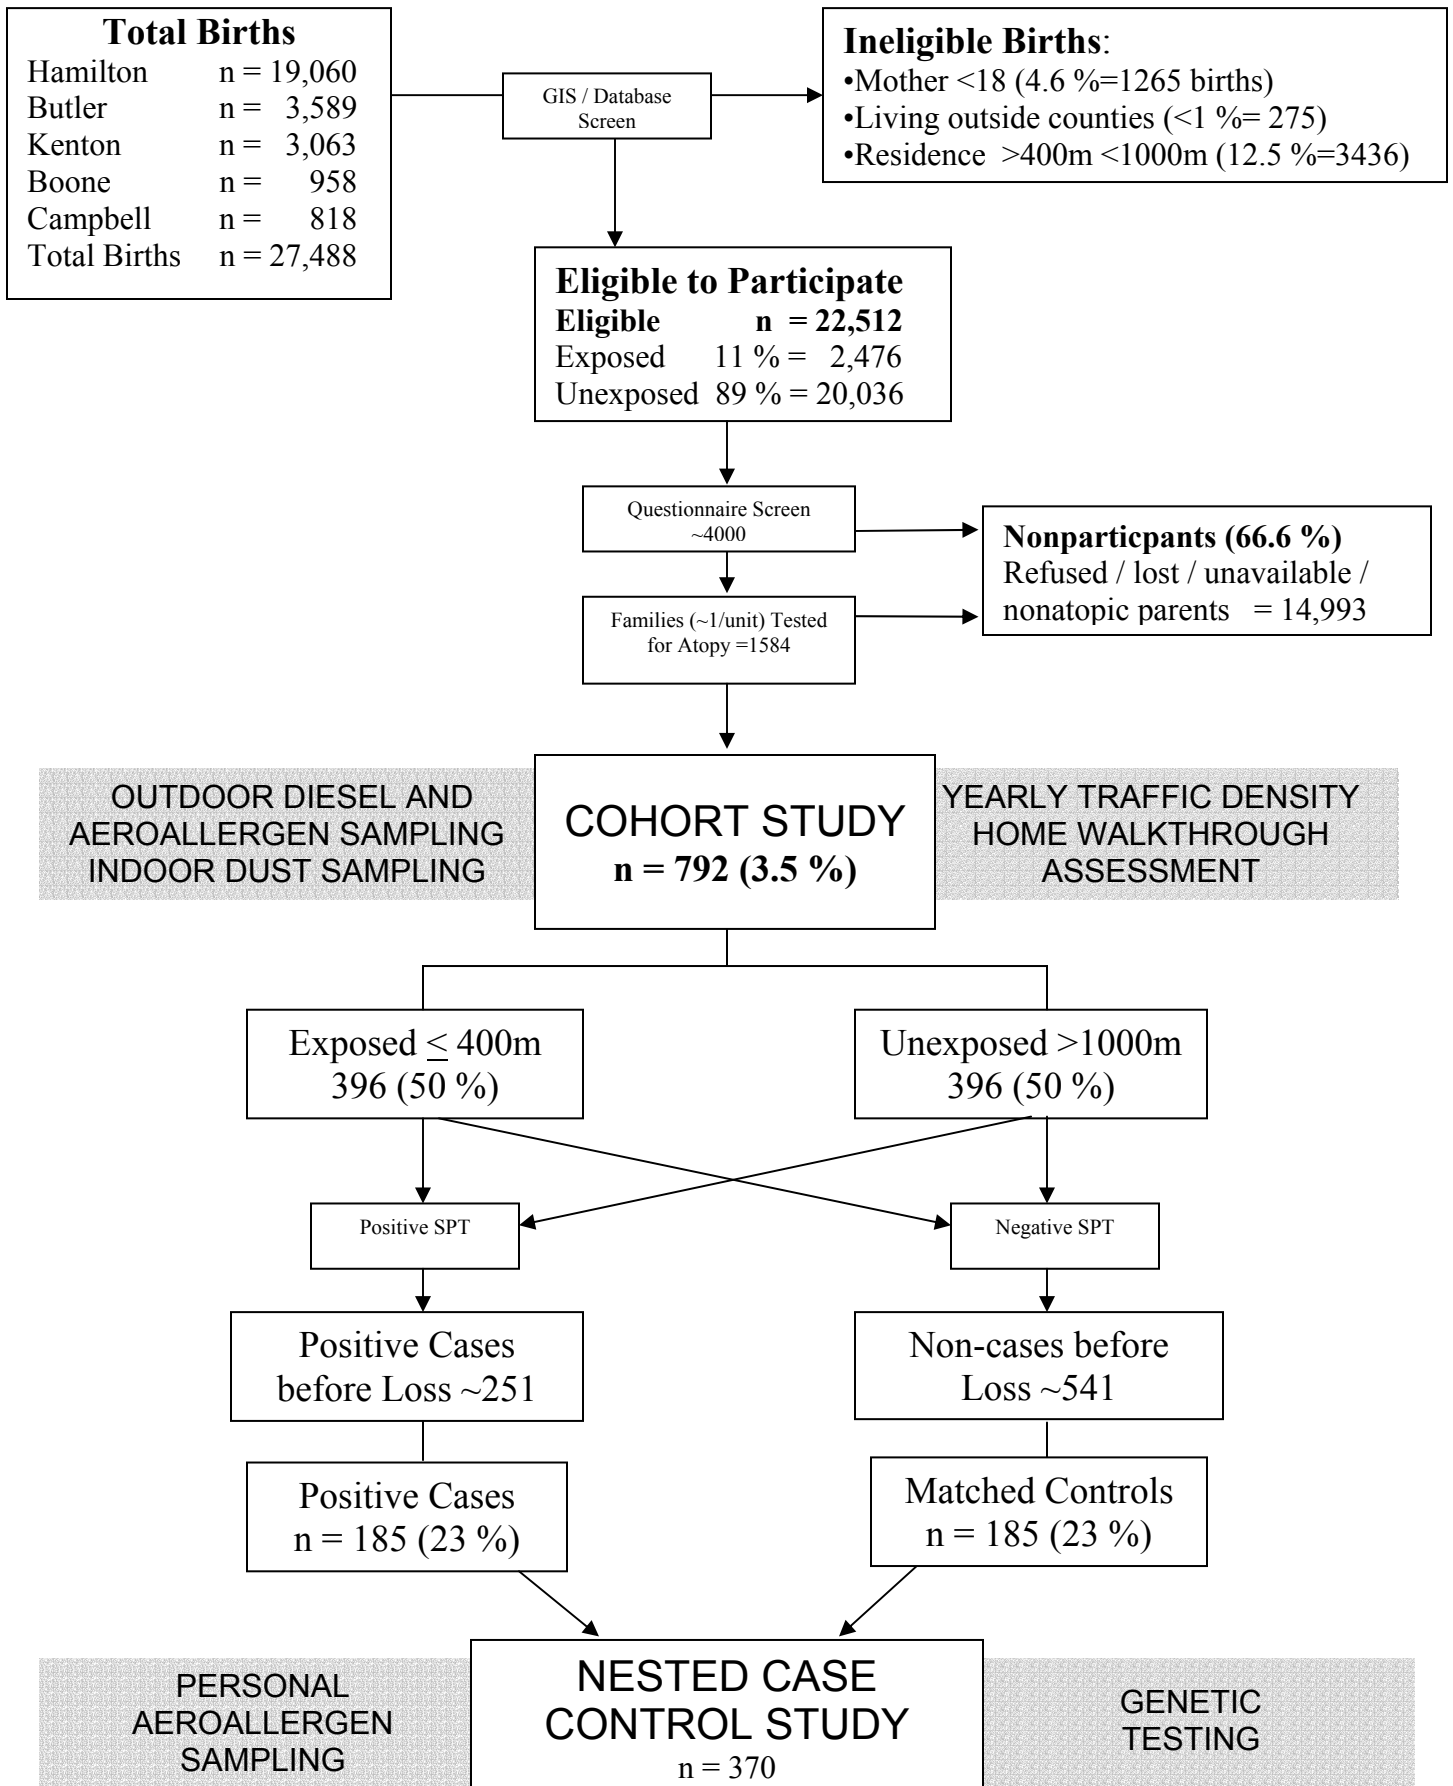 Total Births
Hamilton n = 19,060
Butler n = 3,589
Kenton n = 3,063
Boone n = 958
Campbell n = 818
Total Births n = 27,488
GIS / Database
Screen
Ineligible Births:
•Mother <18 (4.6 %=1265 births)
•Living outside counties (<1 %= 275)
•Residence >400m <1000m (12.5 %=3436)
Eligible to Participate
Eligible n = 22,512
Exposed 11 % = 2,476
Unexposed 89 % = 20,036
Questionnaire Screen
~4000
Nonparticpants (66.6 %)
Refused / lost / unavailable /
nonatopic parents = 14,993
Families (~1/unit) Tested
for Atopy =1584
OUTDOOR DIESEL AND
AEROALLERGEN SAMPLING
INDOOR DUST SAMPLING
COHORT STUDY
n = 792 (3.5 %)
YEARLY TRAFFIC DENSITY
HOME WALKTHROUGH
ASSESSMENT
Exposed ≤ 400m
396 (50 %)
Unexposed >1000m
396 (50 %)
Positive SPT
Negative SPT
Positive Cases
before Loss ~251
Non-cases before
Loss ~541
Positive Cases
n = 185 (23 %)
Matched Controls
n = 185 (23 %)
PERSONAL
AEROALLERGEN
SAMPLING
NESTED CASE
CONTROL STUDY
n = 370
GENETIC
TESTING